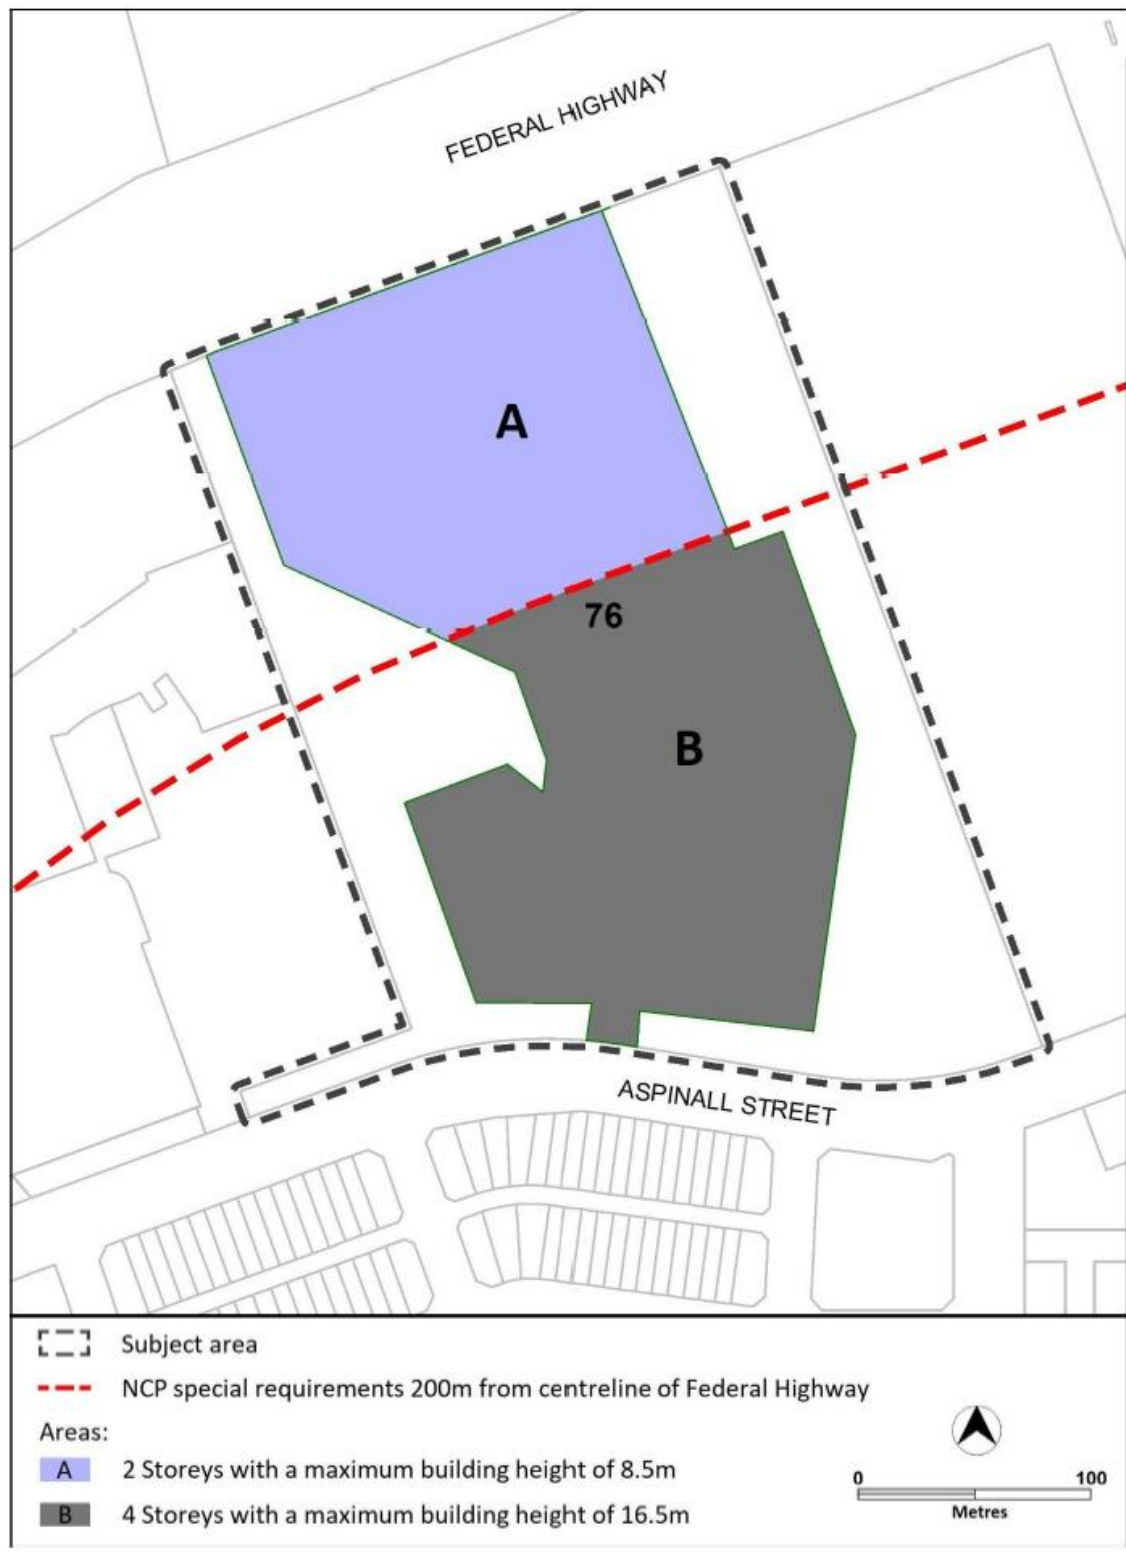 FEDERAL HIGHWAY
A
76
B
ASPINALL STREET
Subject area
NCP special requirements 200m from centreline of Federal Highway
Areas:
A 2 Storeys with a maximum building height of 8.5m
B 4 Storeys with a maximum building height of 16.5m
0 100
Metres